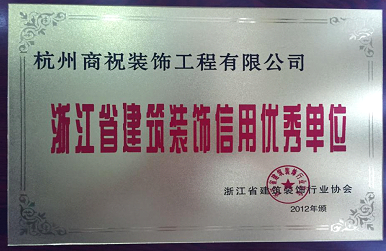 杭州商祝装饰工程有限公司
浙江省建筑装饰信用优秀单位
浙江省建筑装饰行业协会
2012年颁